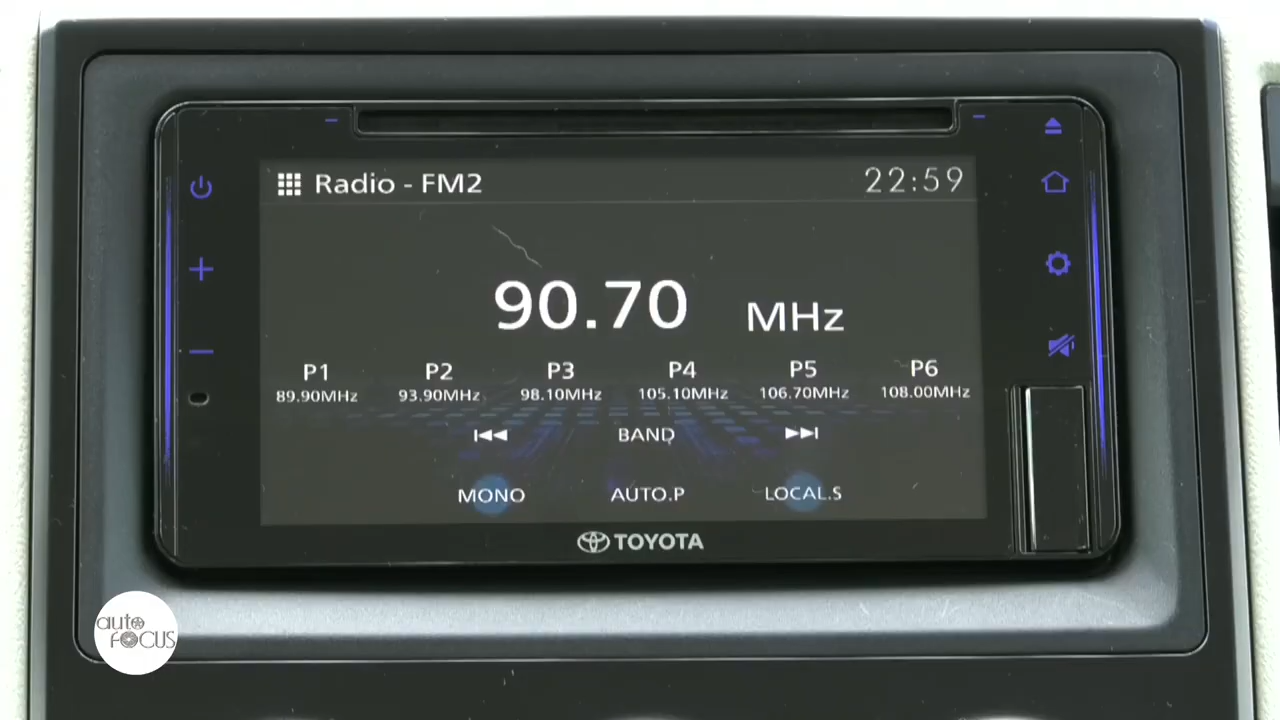 Radio - FM2
22:59
90.70 MHz
P1 P2 P3 P4 P5 P6
89.90MHz 93.90MHz 98.10MHz 105.10MHz 106.70MHz 108.00MHz
BAND
MONO AUTO.P LOCAL.S
TOYOTA
auto
FOCUS